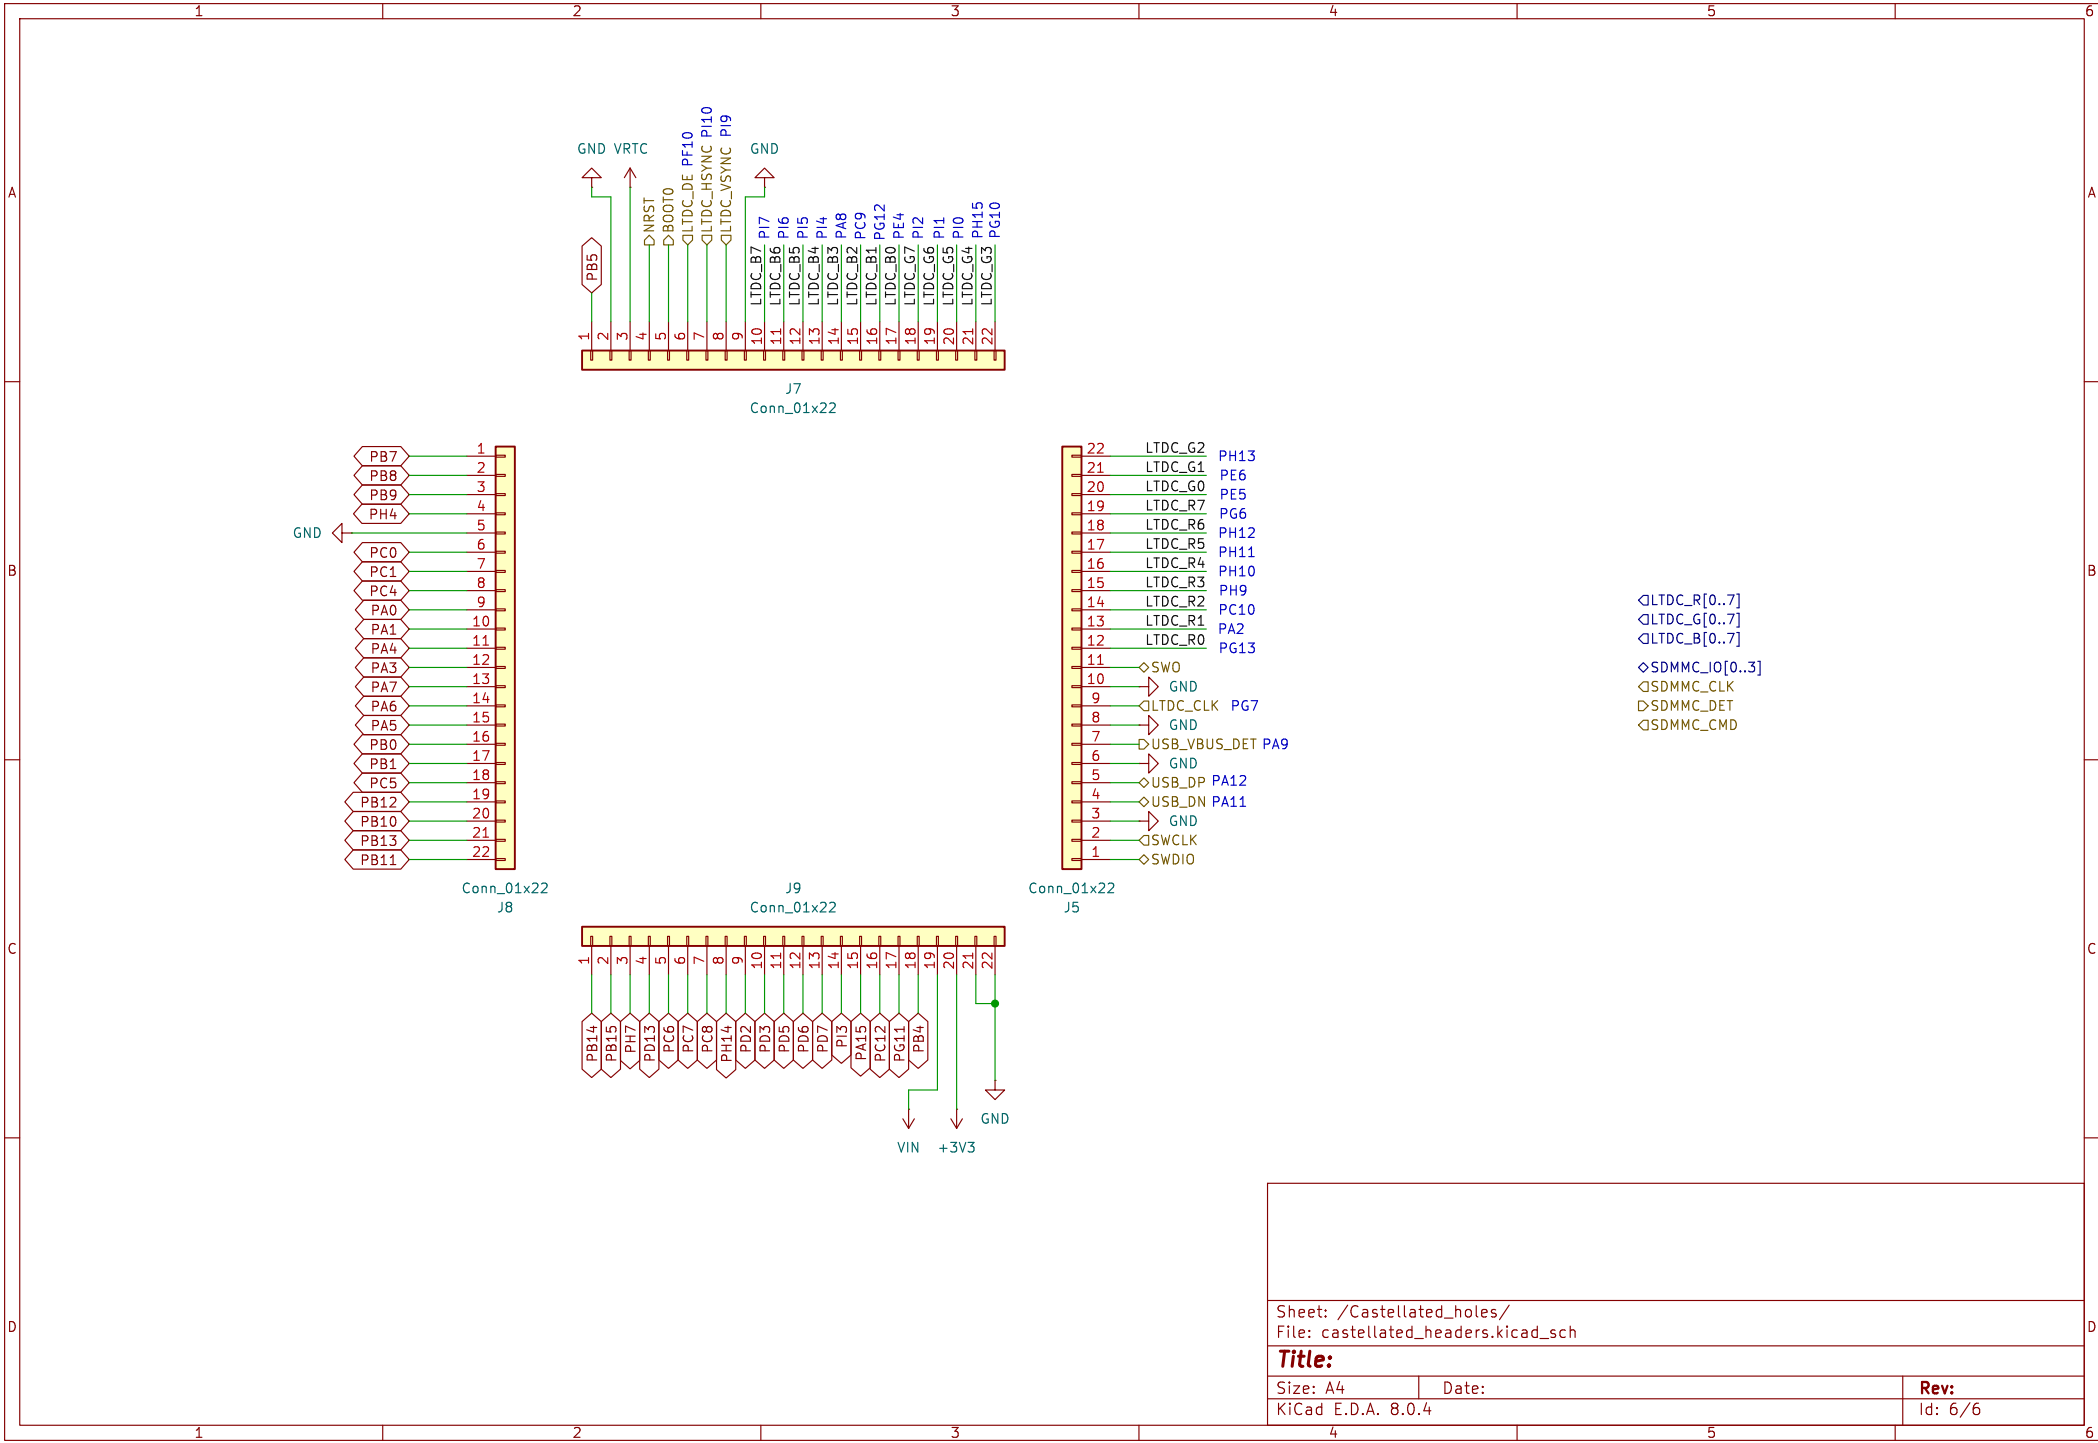 1 2 3 4 5 6
A
B
C
D
A
B
C
D
1 2 3 4 5 6
GND VRTC GND
PB5
NRST
BOOT0
LTDC_DE PF10
LTDC_HSYNC PI10
LTDC_VSYNC PI9
LTDC_B7 PI7
LTDC_B6 PI6
LTDC_B5 PI5
LTDC_B4 PI4
LTDC_B3 PA8
LTDC_B2 PC9
LTDC_B1 PG12
LTDC_B0 PE4
LTDC_G7 PI2
LTDC_G6 PI1
LTDC_G5 PI0
LTDC_G4 PH15
LTDC_G3 PG10
1 2 3 4 5 6 7 8 9 10 11 12 13 14 15 16 17 18 19 20 21 22
J7
Conn_01x22
PB7 1
PB8 2
PB9 3
PH4 4
GND 5
PC0 6
PC1 7
PC4 8
PA0 9
PA1 10
PA4 11
PA3 12
PA7 13
PA6 14
PA5 15
PB0 16
PB1 17
PC5 18
PB12 19
PB10 20
PB13 21
PB11 22
Conn_01x22
J8
22 LTDC_G2 PH13
21 LTDC_G1 PE6
20 LTDC_G0 PE5
19 LTDC_R7 PG6
18 LTDC_R6 PH12
17 LTDC_R5 PH11
16 LTDC_R4 PH10
15 LTDC_R3 PH9
14 LTDC_R2 PC10
13 LTDC_R1 PA2
12 LTDC_R0 PG13
11 SWO
10 GND
9 LTDC_CLK PG7
8 GND
7 USB_VBUS_DET PA9
6 GND
5 USB_DP PA12
4 USB_DN PA11
3 GND
2 SWCLK
1 SWDIO
Conn_01x22
J5
LTDC_R[0..7]
LTDC_G[0..7]
LTDC_B[0..7]
SDMMC_IO[0..3]
SDMMC_CLK
SDMMC_DET
SDMMC_CMD
J9
Conn_01x22
1 2 3 4 5 6 7 8 9 10 11 12 13 14 15 16 17 18 19 20 21 22
PB14
PB15
PH7
PD13
PC6
PC7
PC8
PH14
PD2
PD3
PD5
PD6
PD7
PI3
PA15
PC12
PG11
PB4
GND
VIN +3V3
Sheet: /Castellated_holes/
File: castellated_headers.kicad_sch
Title:
Size: A4 Date: Rev:
KiCad E.D.A. 8.0.4 Id: 6/6